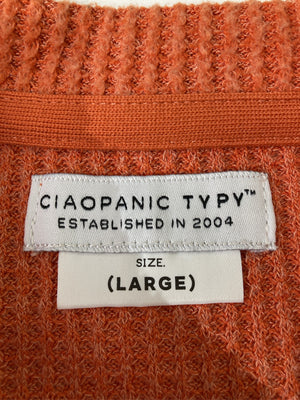 CIAOPANIC TYPY™
ESTABLISHED IN 2004
SIZE.
(LARGE)